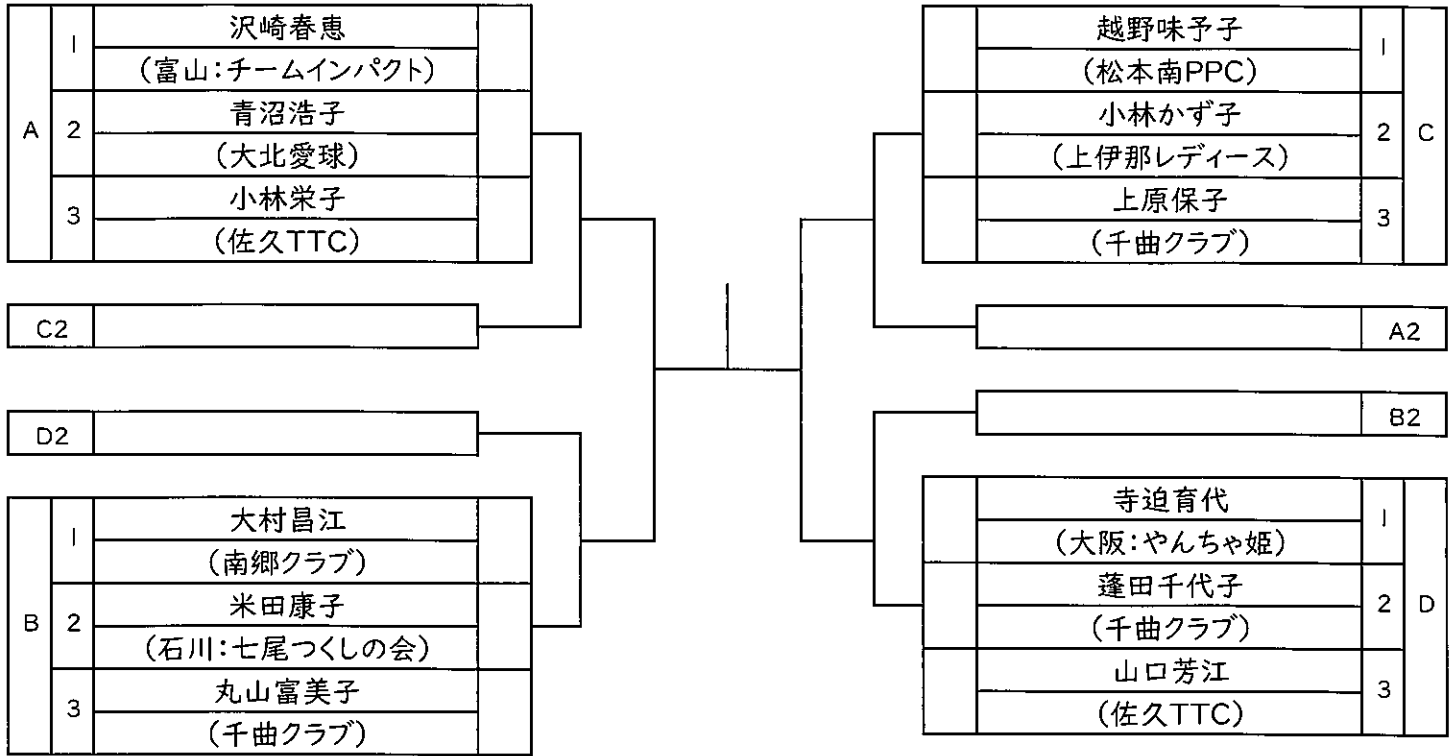 A
1
沢崎春恵
(富山:チームインパクト)
2
青沼浩子
(大北愛球)
3
小林栄子
(佐久TTC)
C2
D2
B
1
大村昌江
(南郷クラブ)
2
米田康子
(石川:七尾つくしの会)
3
丸山富美子
(千曲クラブ)
越野味予子
(松本南PPC)
1
小林かず子
(上伊那レディース)
2
C
上原保子
(千曲クラブ)
3
A2
B2
寺迫育代
(大阪:やんちゃ姫)
1
蓬田千代子
(千曲クラブ)
2
D
山口芳江
(佐久TTC)
3